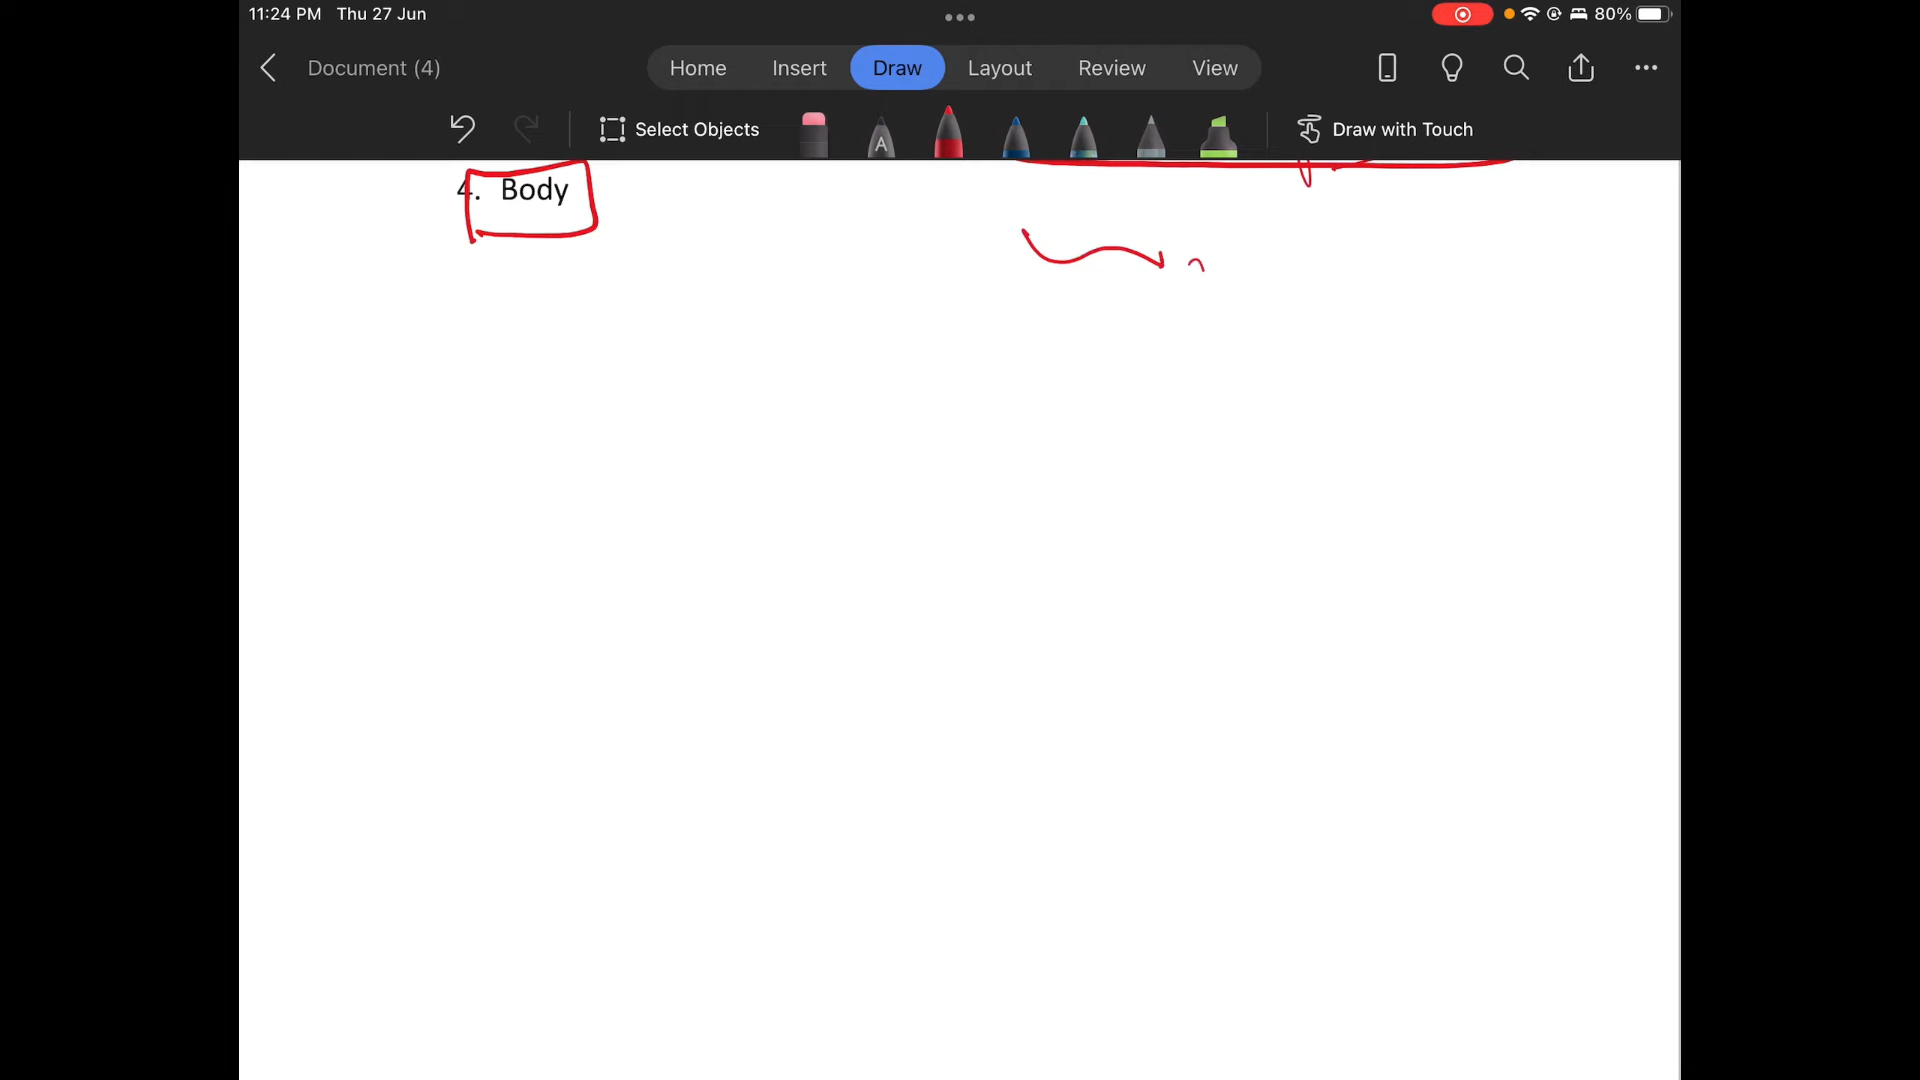 11:24 PM Thu 27 Jun
80%
Document (4)
Home Insert Draw Layout Review View
Select Objects
A
Draw with Touch
4. Body